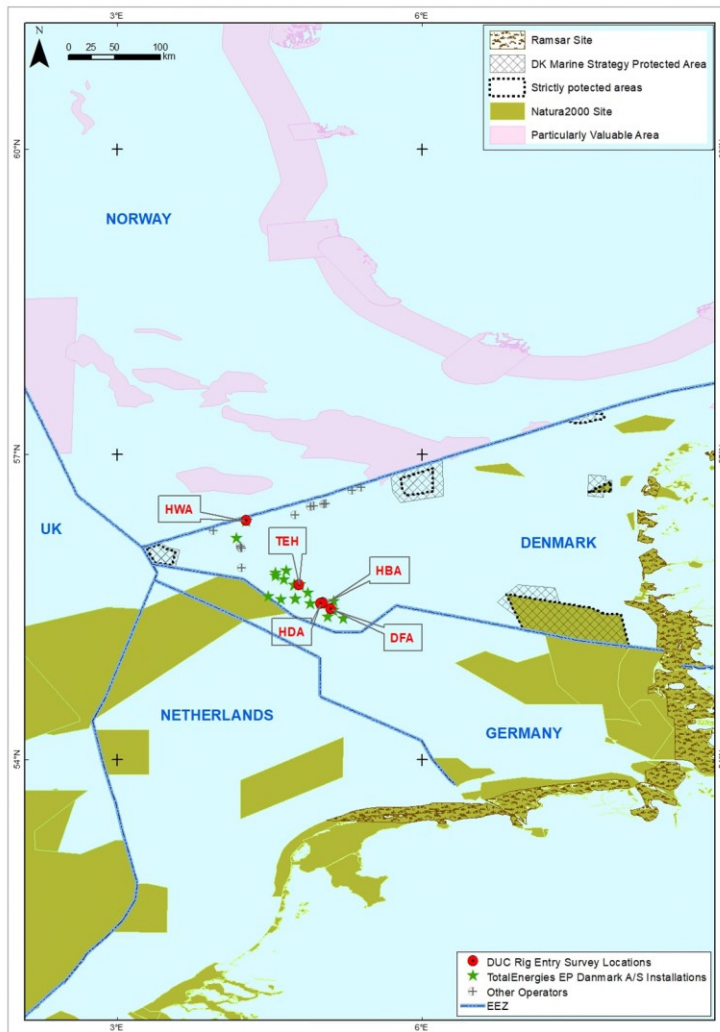 3°E
6°E
N
0 25 50 100
km
Ramsar Site
DK Marine Strategy Protected Area
Strictly potected areas
Natura2000 Site
Particularly Valuable Area
60°N
NORWAY
57°N
HWA
UK
TEH
HBA
DENMARK
HDA
DFA
NETHERLANDS
GERMANY
54°N
DUC Rig Entry Survey Locations
TotalEnergies EP Danmark A/S Installations
Other Operators
EEZ
3°E
6°E